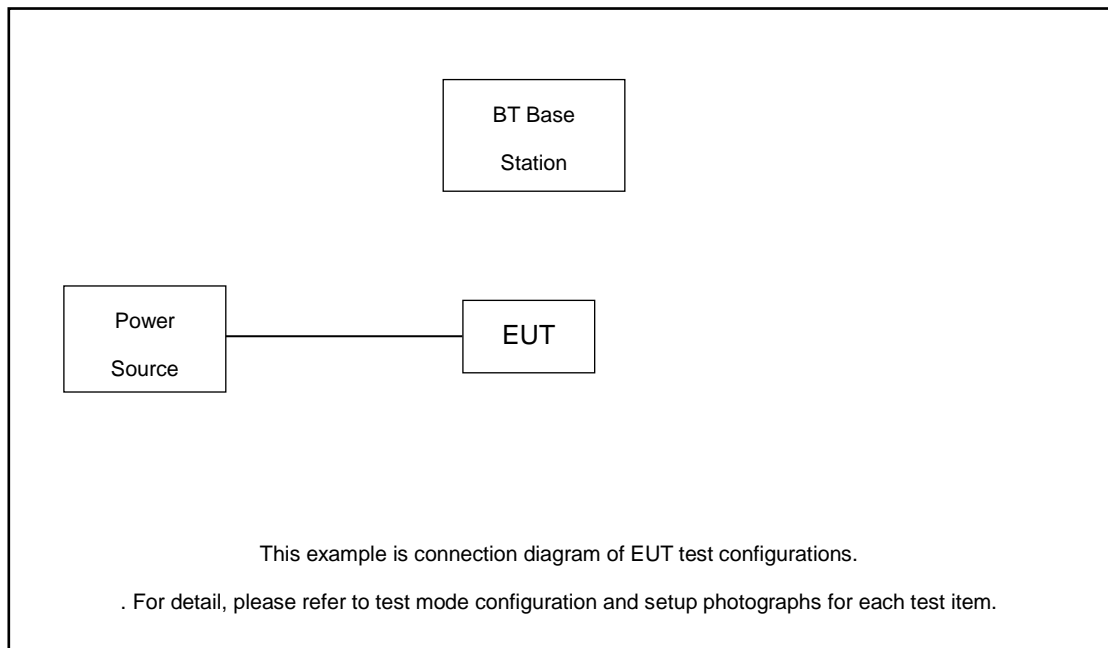 BT Base
Station
Power
Source
EUT
This example is connection diagram of EUT test configurations.
. For detail, please refer to test mode configuration and setup photographs for each test item.